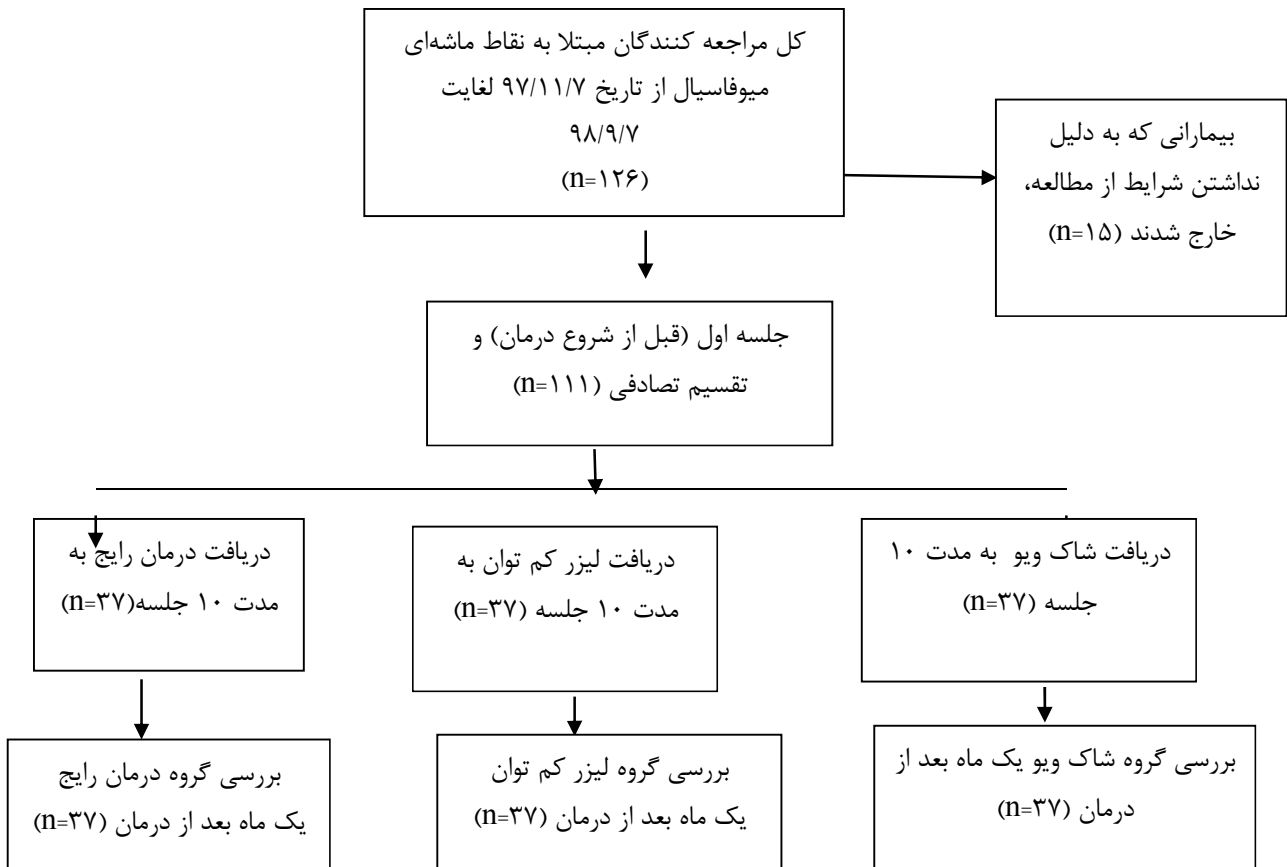 کل مراجعه کنندگان مبتلا به نقاط ماشه‌ای
میوفاسیال از تاریخ ۹۷/۱۱/۷ لغایت
۹۸/۹/۷
(n=۱۲۶)
بیمارانی که به دلیل
نداشتن شرایط از مطالعه،
خارج شدند (n=۱۵)
جلسه اول (قبل از شروع درمان) و
تقسیم تصادفی (n=۱۱۱)
دریافت شاک ویو به مدت ۱۰
جلسه (n=۳۷)
دریافت لیزر کم توان به
مدت ۱۰ جلسه (n=۳۷)
دریافت درمان رایج به
مدت ۱۰ جلسه(n=۳۷)
بررسی گروه شاک ویو یک ماه بعد از
درمان (n=۳۷)
بررسی گروه لیزر کم توان
یک ماه بعد از درمان (n=۳۷)
بررسی گروه درمان رایج
یک ماه بعد از درمان (n=۳۷)